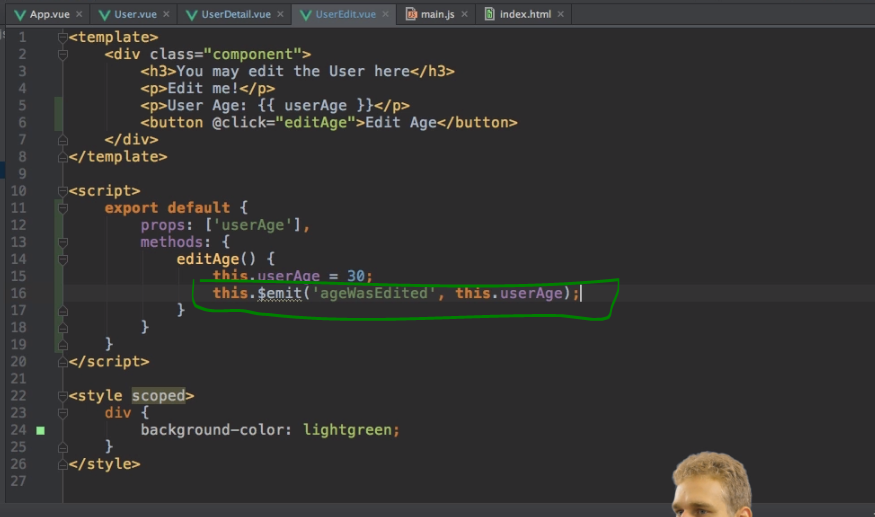 App.vue × User.vue × UserDetail.vue × UserEdit.vue × main.js × index.html ×
1 <template>
2 <div class="component">
3 <h3>You may edit the User here</h3>
4 <p>Edit me!</p>
5 <p>User Age: {{ userAge }}</p>
6 <button @click="editAge">Edit Age</button>
7 </div>
8 </template>
9
10 <script>
11 export default {
12 props: ['userAge'],
13 methods: {
14 editAge() {
15 this.userAge = 30;
16 this.$emit('ageWasEdited', this.userAge);
17 }
18 }
19 }
20 </script>
21
22 <style scoped>
23 div {
24 background-color: lightgreen;
25 }
26 </style>
27